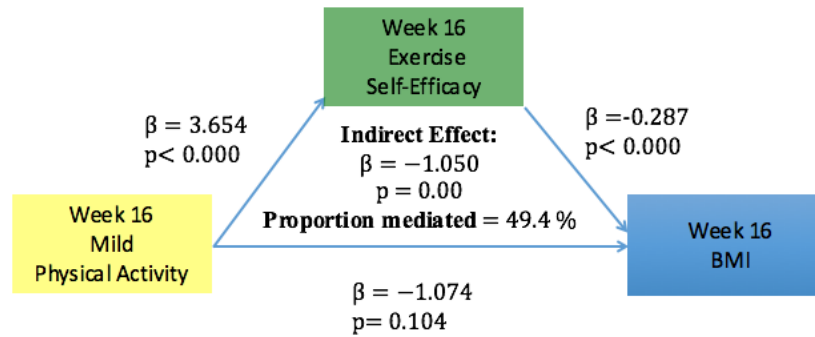 Week 16
Exercise
Self-Efficacy
β = 3.654
p< 0.000
β =-0.287
p< 0.000
Indirect Effect:
β = −1.050
p = 0.00
Proportion mediated = 49.4 %
Week 16
Mild
Physical Activity
Week 16
BMI
β = −1.074
p= 0.104